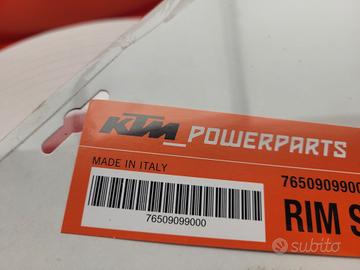 KTM_POWERPARTS
MADE IN ITALY
76509099000
76509099000
RIM S
subito